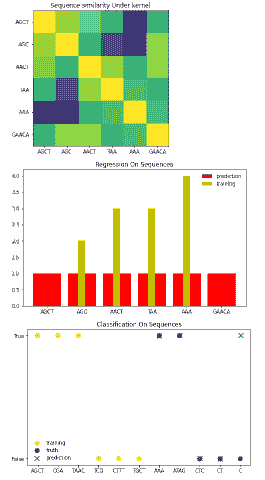 Sequence similarity Under kernel
AGCT
AGC
AACT
TAA
AAA
GAACA
AGCT AGC AACT TAA AAA GAACA
Regression On Sequences
prediction
training
4.0
3.5
3.0
2.5
2.0
1.5
1.0
0.5
0.0
AGCT AGC AACT TAA AAA GAACA
Classification On Sequences
True
training
truth
prediction
False
AGCT CGA TAAC TCG CTT TGC AAA ATAG CTC CT C